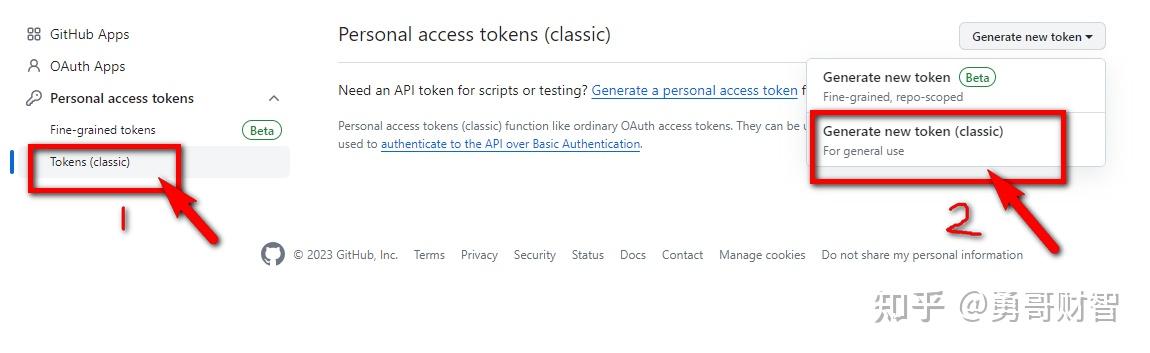 GitHub Apps
OAuth Apps
Personal access tokens
Fine-grained tokens Beta
Tokens (classic)
1
Personal access tokens (classic)
Generate new token
Need an API token for scripts or testing? Generate a personal access token f
Personal access tokens (classic) function like ordinary OAuth access tokens. They can be u
used to authenticate to the API over Basic Authentication.
Generate new token Beta
Fine-grained, repo-scoped
Generate new token (classic)
For general use
2
© 2023 GitHub, Inc. Terms Privacy Security Status Docs Contact Manage cookies Do not share my personal information
知乎 @勇哥财智